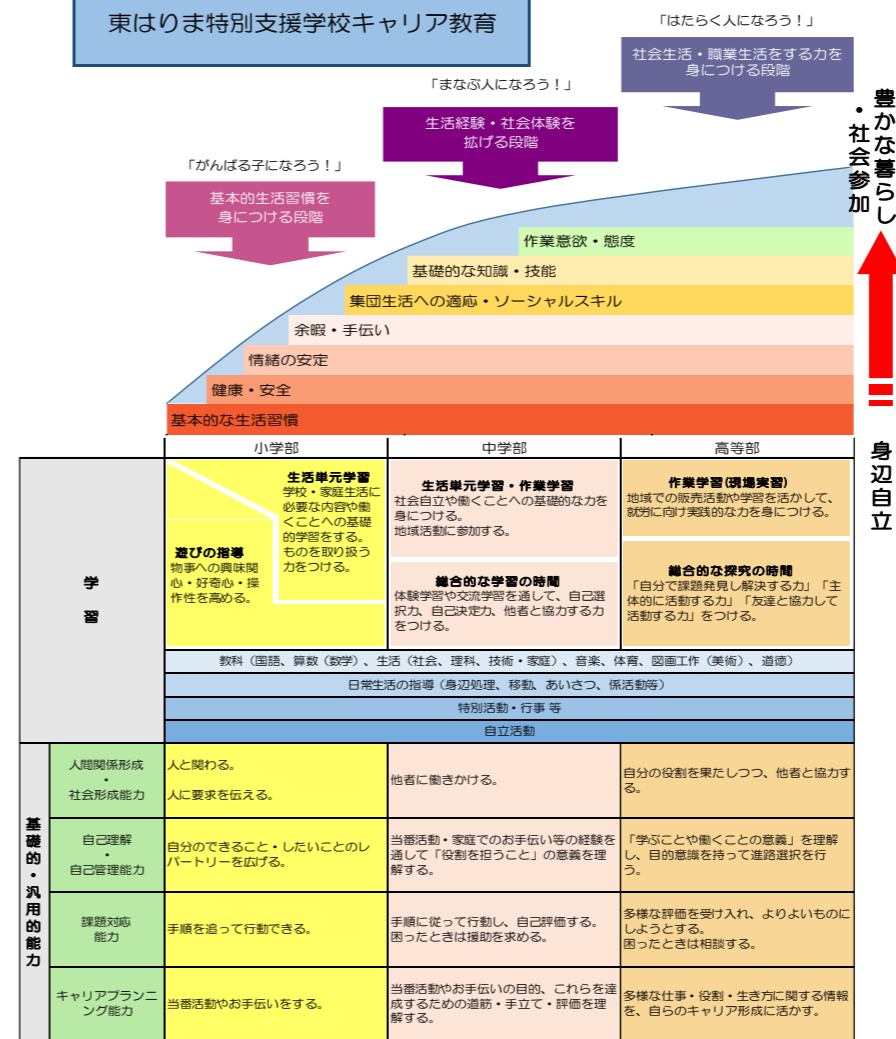 東はりま特別支援学校キャリア教育
「はたらく人になろう！」
社会生活・職業生活をする力を
身につける段階
「まなぶ人になろう！」
生活経験・社会体験を
拡げる段階
「がんばる子になろう！」
基本的生活習慣を
身につける段階
豊かな暮らし
・社会参加
作業意欲・態度
基礎的な知識・技能
集団生活への適応・ソーシャルスキル
余暇・手伝い
情緒の安定
健康・安全
基本的な生活習慣
身辺自立
小学部
中学部
高等部
学
習
生活単元学習
学校・家庭生活に
必要な内容や働
くことへの基礎
的学習をする。
ものを取り扱う
力をつける。
遊びの指導
物事への興味関
心・好奇心・操
作性を高める。
生活単元学習・作業学習
社会自立や働くことへの基礎的な力を
身につける。
地域活動に参加する。
総合的な学習の時間
体験学習や交流学習を通して、自己選
択力、自己決定力、他者と協力する力
をつける。
作業学習(現場実習)
地域での販売活動や学習を活かして、
就労に向け実践的な力を身につける。
総合的な探究の時間
「自分で課題発見し解決する力」「主
体的に活動する力」「友達と協力して
活動する力」をつける。
教科（国語、算数（数学）、生活（社会、理科、技術・家庭）、音楽、体育、図画工作（美術）、道徳）
日常生活の指導（身辺処理、移動、あいさつ、係活動等）
特別活動・行事 等
自立活動
基礎的・汎用的能力
人間関係形成
・
社会形成能力
人と関わる。
人に要求を伝える。
他者に働きかける。
自分の役割を果たしつつ、他者と協力す
る。
自己理解
・
自己管理能力
自分のできること・したいことのレ
パートリーを広げる。
当番活動・家庭でのお手伝い等の経験を
通して「役割を担うこと」の意義を理
解する。
「学ぶことや働くことの意義」を理解
し、目的意識を持って進路選択を行
う。
課題対応
能力
手順を追って行動できる。
手順に従って行動し、自己評価する。
困ったときは援助を求める。
多様な評価を受け入れ、よりよいものに
しようとする。
困ったときは相談する。
キャリアプランニ
ング能力
当番活動やお手伝いをする。
当番活動やお手伝いの目的、これらを達
成するための道筋・手立て・評価を理
解する。
多様な仕事・役割・生き方に関する情報
を、自らのキャリア形成に活かす。